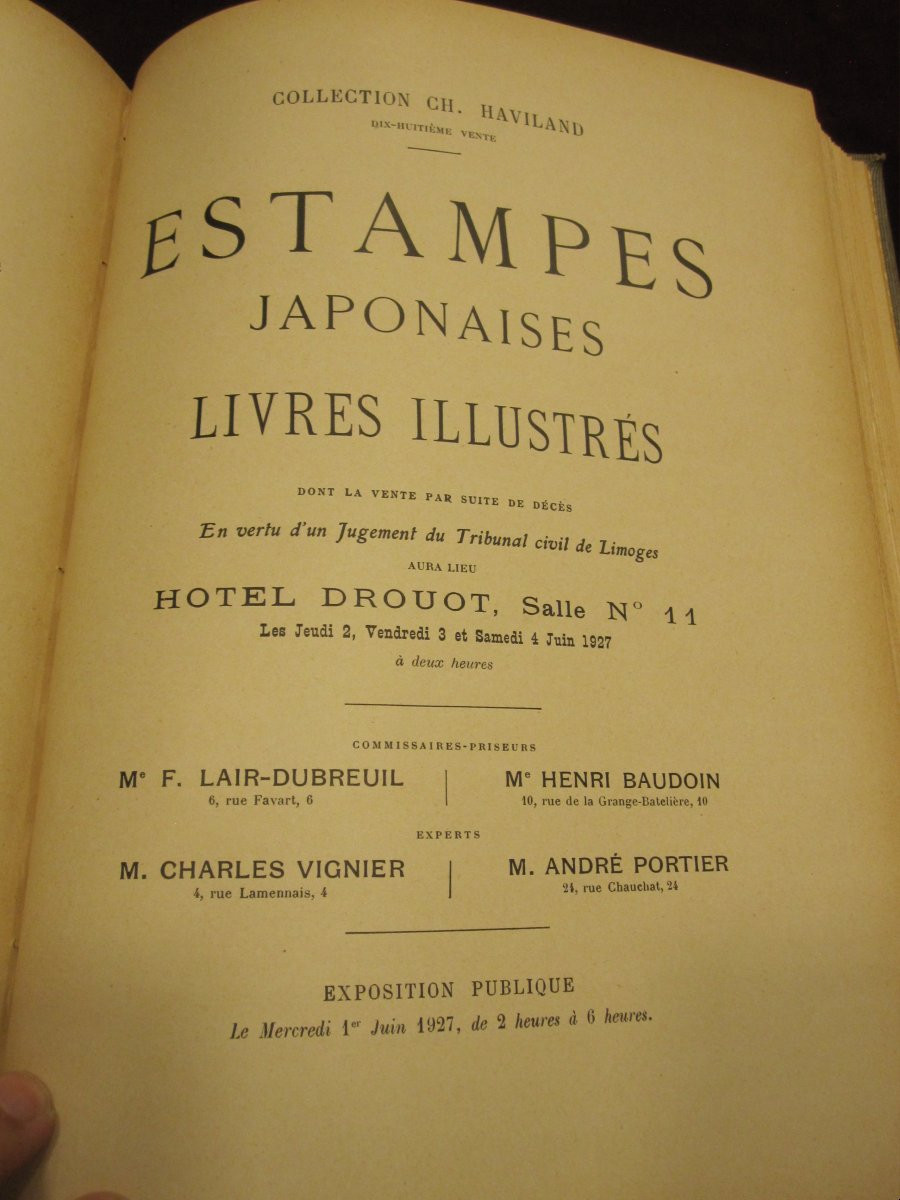 COLLECTION CH. HAVILAND
DIX-HUITIÈME VENTE
ESTAMPES
JAPONAISES
LIVRES ILLUSTRÉS
DONT LA VENTE PAR SUITE DE DÉCÈS
En vertu d'un Jugement du Tribunal civil de Limoges
AURA LIEU
HOTEL DROUOT, Salle No 11
Les Jeudi 2, Vendredi 3 et Samedi 4 Juin 1927
à deux heures
COMMISSAIRES-PRISEURS
Me F. LAIR-DUBREUIL
6, rue Favart, 6
Me HENRI BAUDOIN
10, rue de la Grange-Batelière, 10
EXPERTS
M. CHARLES VIGNIER
4, rue Lamennais, 4
M. ANDRÉ PORTIER
24, rue Chauchat, 24
EXPOSITION PUBLIQUE
Le Mercredi 1er Juin 1927, de 2 heures à 6 heures.